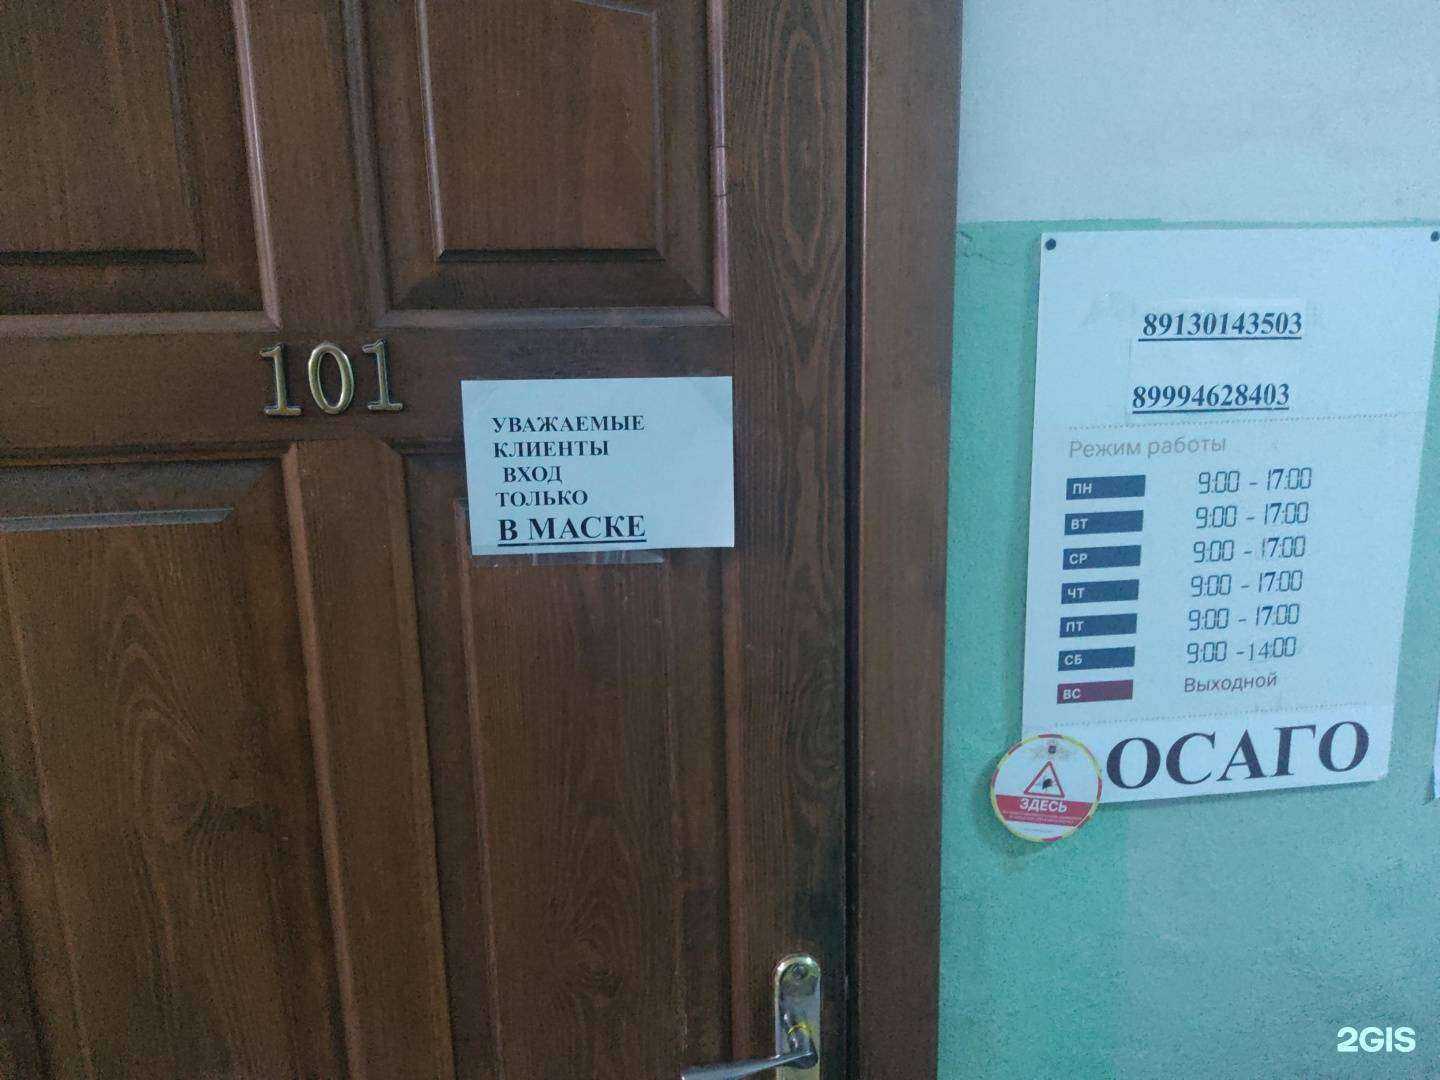 101
УВАЖАЕМЫЕ
КЛИЕНТЫ
ВХОД
ТОЛЬКО
В МАСКЕ
89130143503
89994628403
Режим работы
ПН 9:00 - 17:00
ВТ 9:00 - 17:00
СР 9:00 - 17:00
ЧТ 9:00 - 17:00
ПТ 9:00 - 17:00
СБ 9:00 - 14:00
ВС Выходной
ОСАГО
ЗДЕСЬ
2GIS